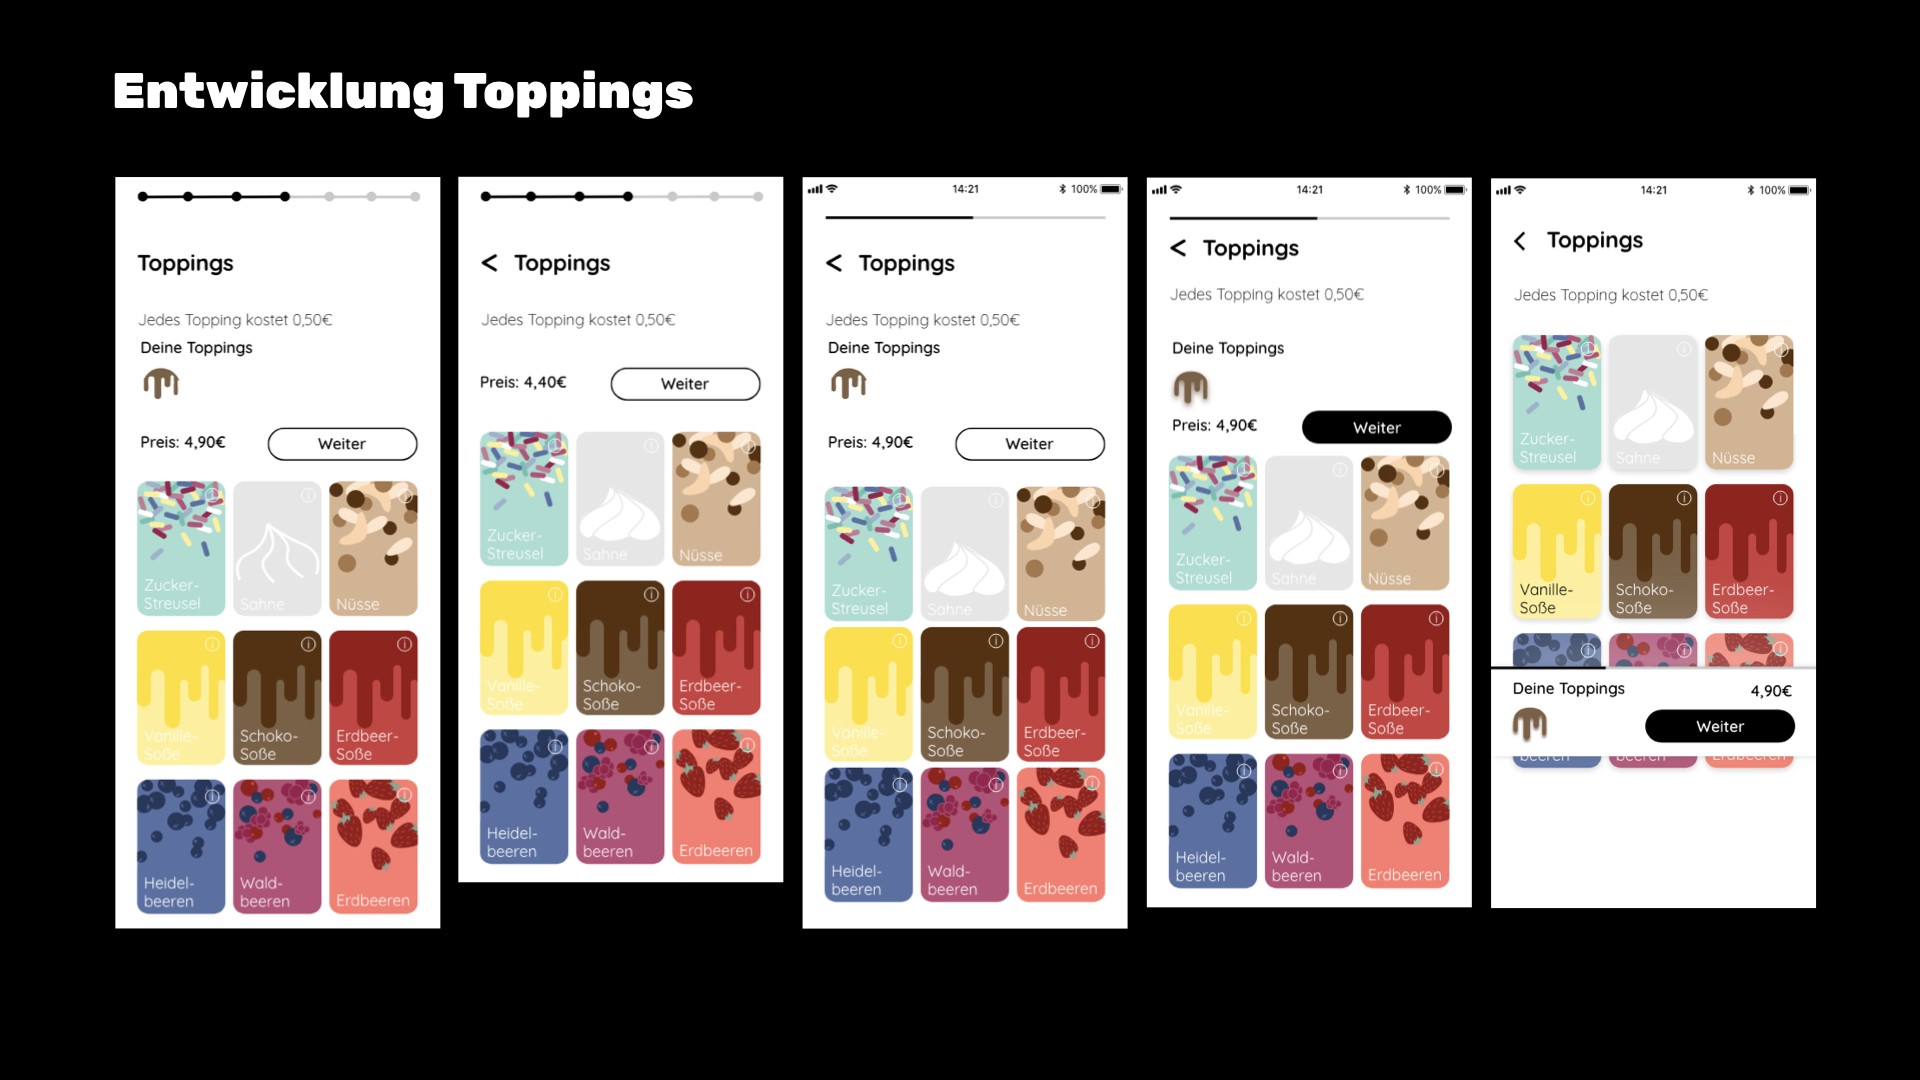 Entwicklung Toppings
Toppings
Jedes Topping kostet 0,50€
Deine Toppings
Preis: 4,90€
Weiter
Zucker-
Streusel
Sahne
Nüsse
Vanille-
Soße
Schoko-
Soße
Erdbeer-
Soße
Heidel-
beeren
Wald-
beeren
Erdbeeren
< Toppings
Jedes Topping kostet 0,50€
Preis: 4,40€
Weiter
Zucker-
Streusel
Sahne
Nüsse
Vanille-
Soße
Schoko-
Soße
Erdbeer-
Soße
Heidel-
beeren
Wald-
beeren
Erdbeeren
14:21
100%
< Toppings
Jedes Topping kostet 0,50€
Deine Toppings
Preis: 4,90€
Weiter
Zucker-
Streusel
Sahne
Nüsse
Vanille-
Soße
Schoko-
Soße
Erdbeer-
Soße
Heidel-
beeren
Wald-
beeren
Erdbeeren
14:21
100%
< Toppings
Jedes Topping kostet 0,50€
Deine Toppings
Preis: 4,90€
Weiter
Zucker-
Streusel
Sahne
Nüsse
Vanille-
Soße
Schoko-
Soße
Erdbeer-
Soße
Heidel-
beeren
Wald-
beeren
Erdbeeren
14:21
100%
Toppings
Jedes Topping kostet 0,50€
Zucker-
Streusel
Sahne
Nüsse
Vanille-
Soße
Schoko-
Soße
Erdbeer-
Soße
Deine Toppings
4,90€
Weiter
beeren
beeren
Erdbeeren